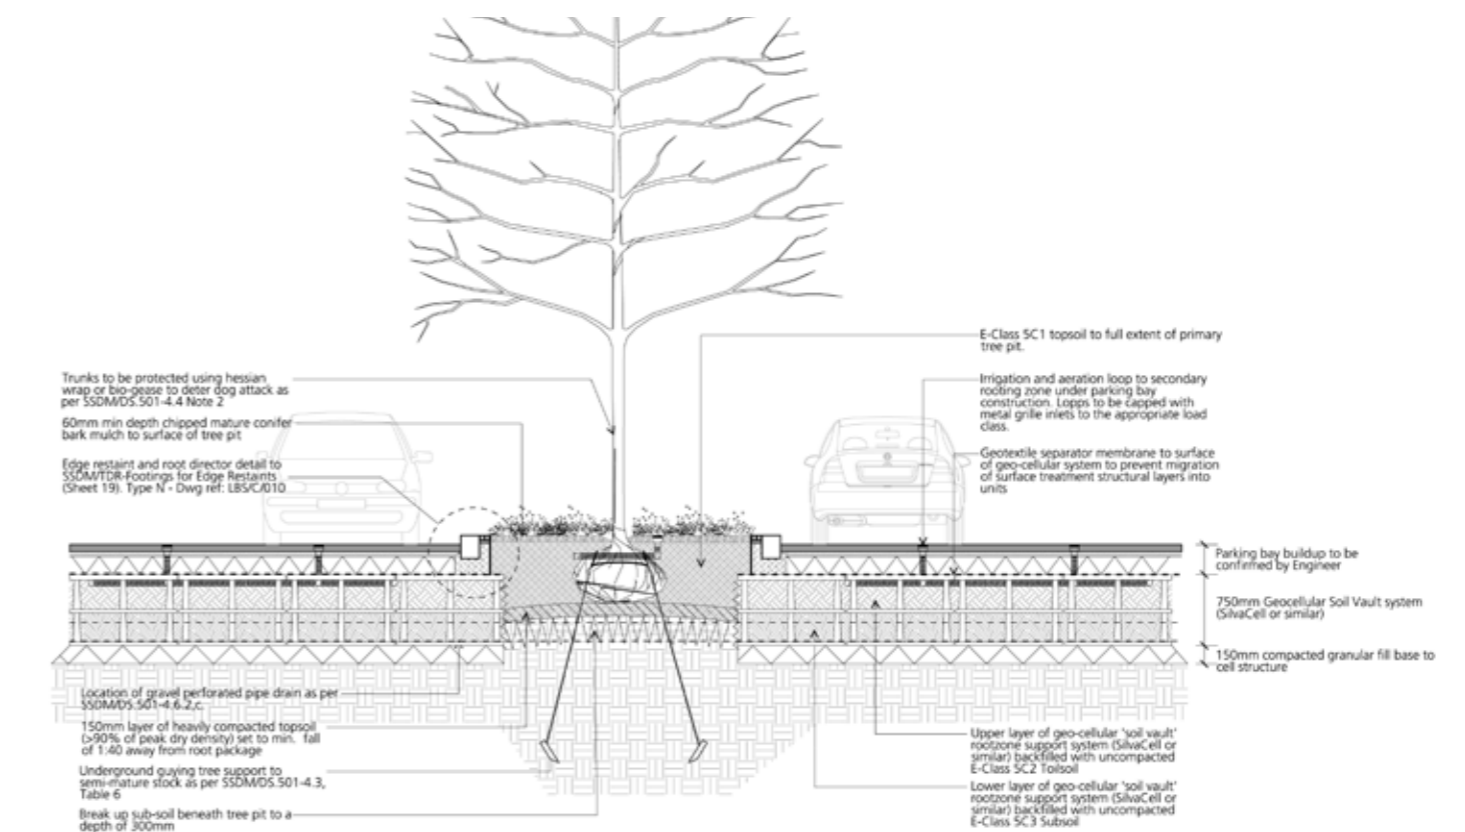 E-Class 5C1 topsoil to full extent of primary
tree pit.
Trunks to be protected using hessian
wrap or bio-gease to deter dog attack as
per SSDM/DS.501-4.4 Note 2
60mm min depth chipped mature conifer
bark mulch to surface of tree pit
Edge restaint and root director detail to
SSDM/TDR-Footings for Edge Restaints
(Sheet 19). Type N - Dwg ref: LBS/C/010
Irrigation and aeration loop to secondary
rooting zone under parking bay
construction. Lopps to be capped with
metal grille inlets to the appropriate load
class.
Geotextile separator membrane to surface
of geo-cellular system to prevent migration
of surface treatment structural layers into
units
Parking bay buildup to be
confirmed by Engineer
750mm Geocellular Soil Vault system
(SilvaCell or similar)
150mm compacted granular fill base to
cell structure
Location of gravel perforated pipe drain as per
SSDM/DS.501-4.6.2,c.
150mm layer of heavily compacted topsoil
(>90% of peak dry density) set to min. fall
of 1:40 away from root package
Underground guying tree support to
semi-mature stock as per SSDM/DS.501-4.3,
Table 6
Break up sub-soil beneath tree pit to a
depth of 300mm
Upper layer of geo-cellular 'soil vault'
rootzone support system (SilvaCell or
similar) backfilled with uncompacted
E-Class 5C2 Toilsoil
Lower layer of geo-cellular 'soil vault'
rootzone support system (SilvaCell or
similar) backfilled with uncompacted
E-Class 5C3 Subsoil